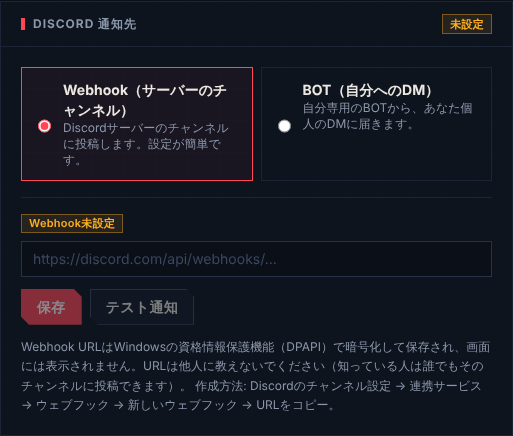 DISCORD 通知先
未設定
Webhook（サーバーのチ
ャンネル）
Discordサーバーのチャンネル
に投稿します。設定が簡単で
す。
BOT（自分へのDM）
自分専用のBOTから、あなた個
人のDMに届きます。
Webhook未設定
https://discord.com/api/webhooks/...
保存
テスト通知
Webhook URLはWindowsの資格情報保護機能（DPAPI）で暗号化して保存され、画面
には表示されません。URLは他人に教えないでください（知っている人は誰でもその
チャンネルに投稿できます）。 作成方法: Discordのチャンネル設定 → 連携サービス
→ ウェブフック → 新しいウェブフック → URLをコピー。